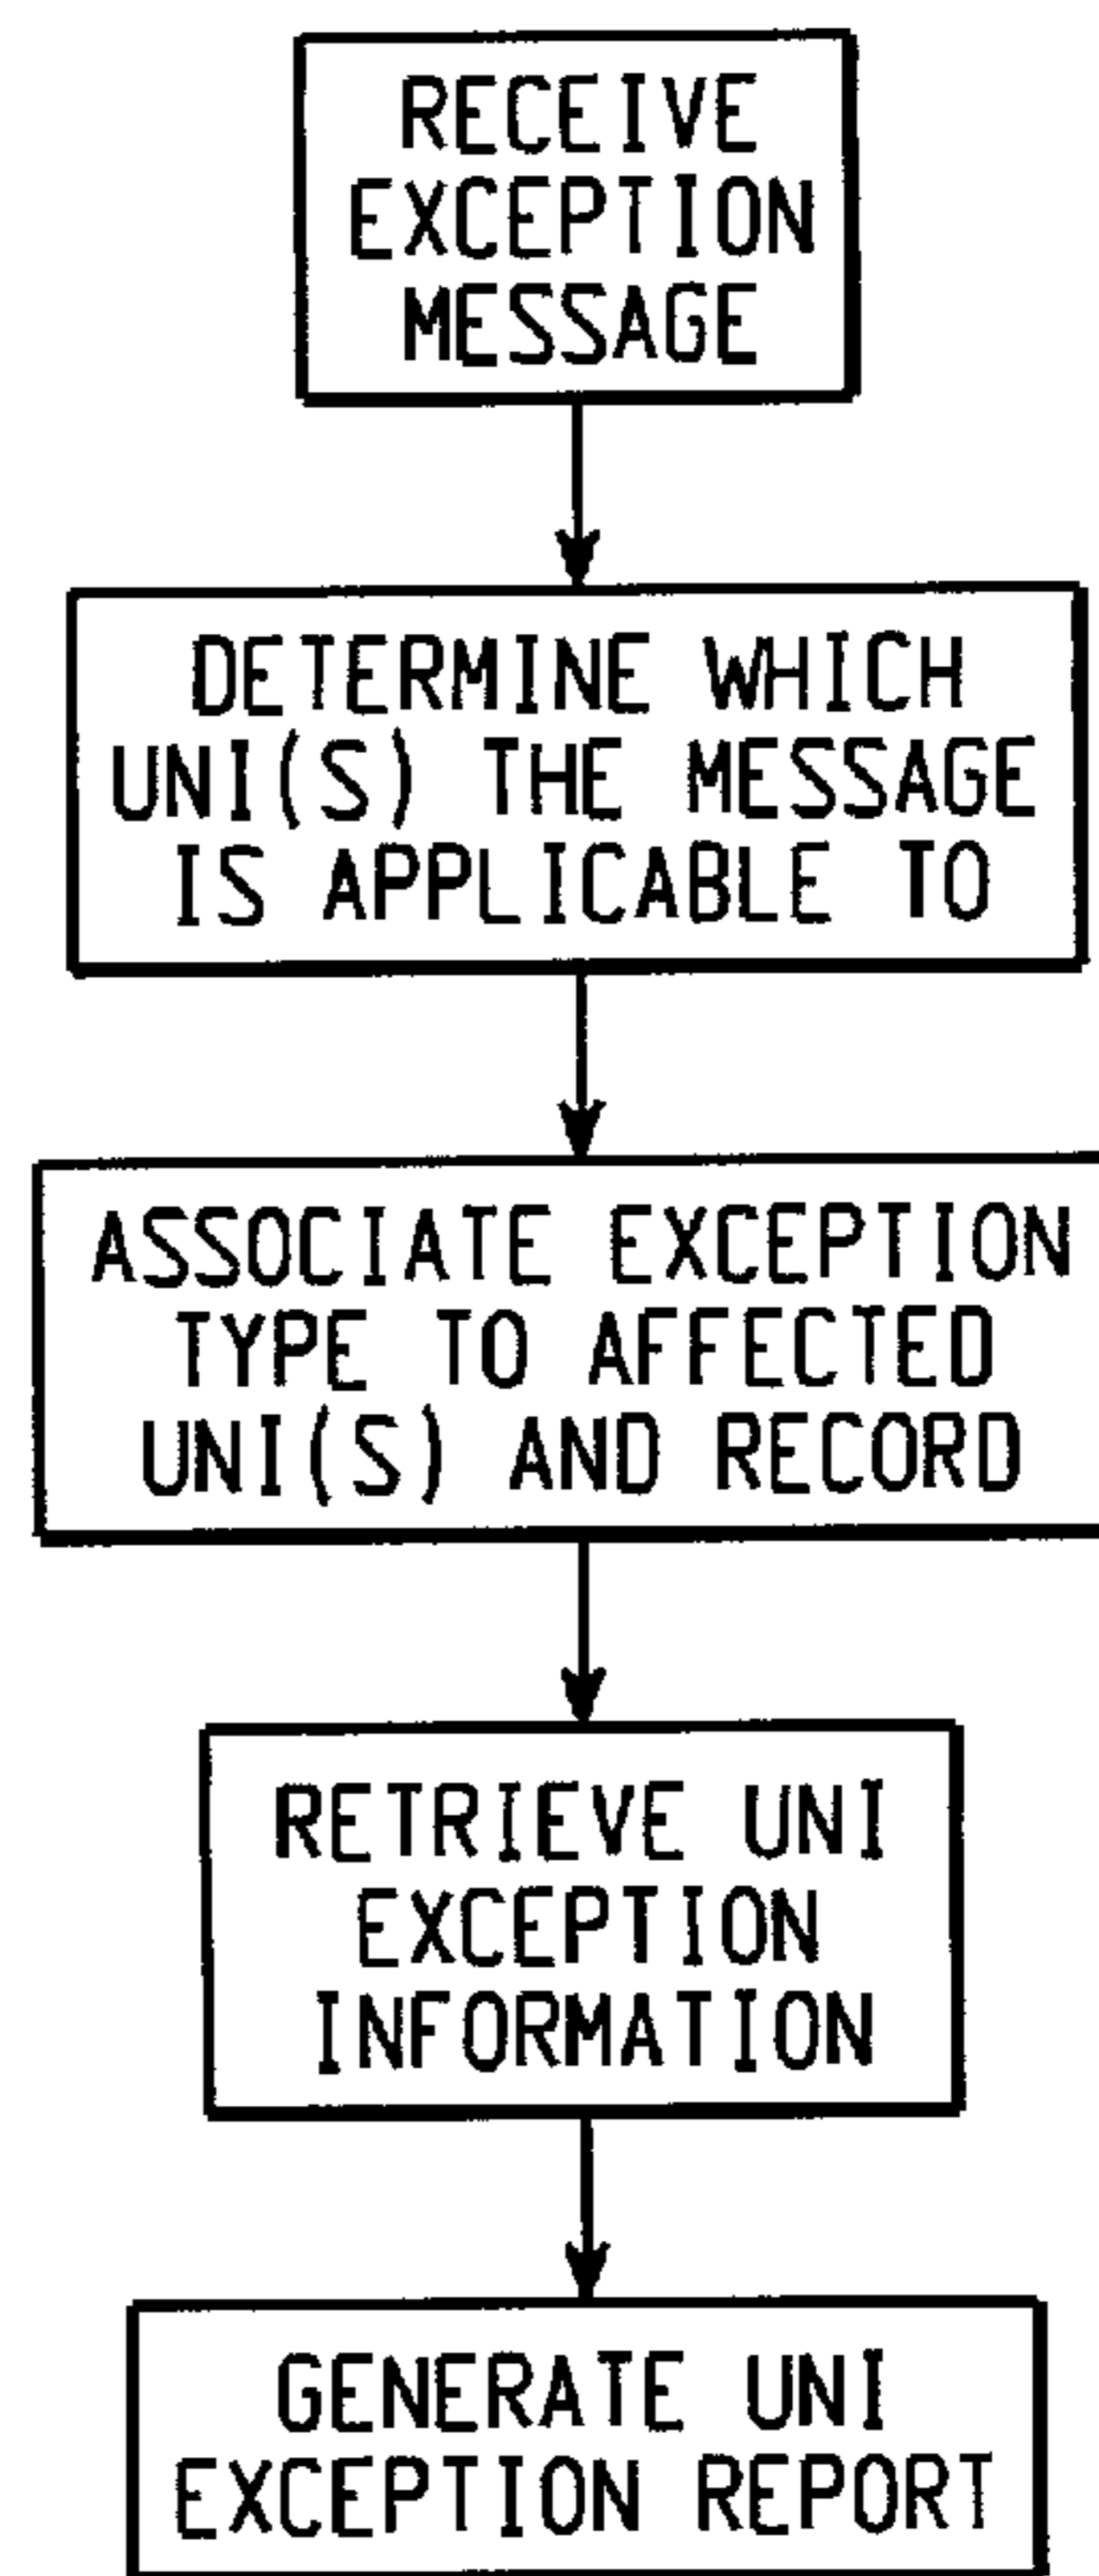 RECEIVE
EXCEPTION
MESSAGE
DETERMINE WHICH
UNI(S) THE MESSAGE
IS APPLICABLE TO
ASSOCIATE EXCEPTION
TYPE TO AFFECTED
UNI(S) AND RECORD
RETRIEVE UNI
EXCEPTION
INFORMATION
GENERATE UNI
EXCEPTION REPORT